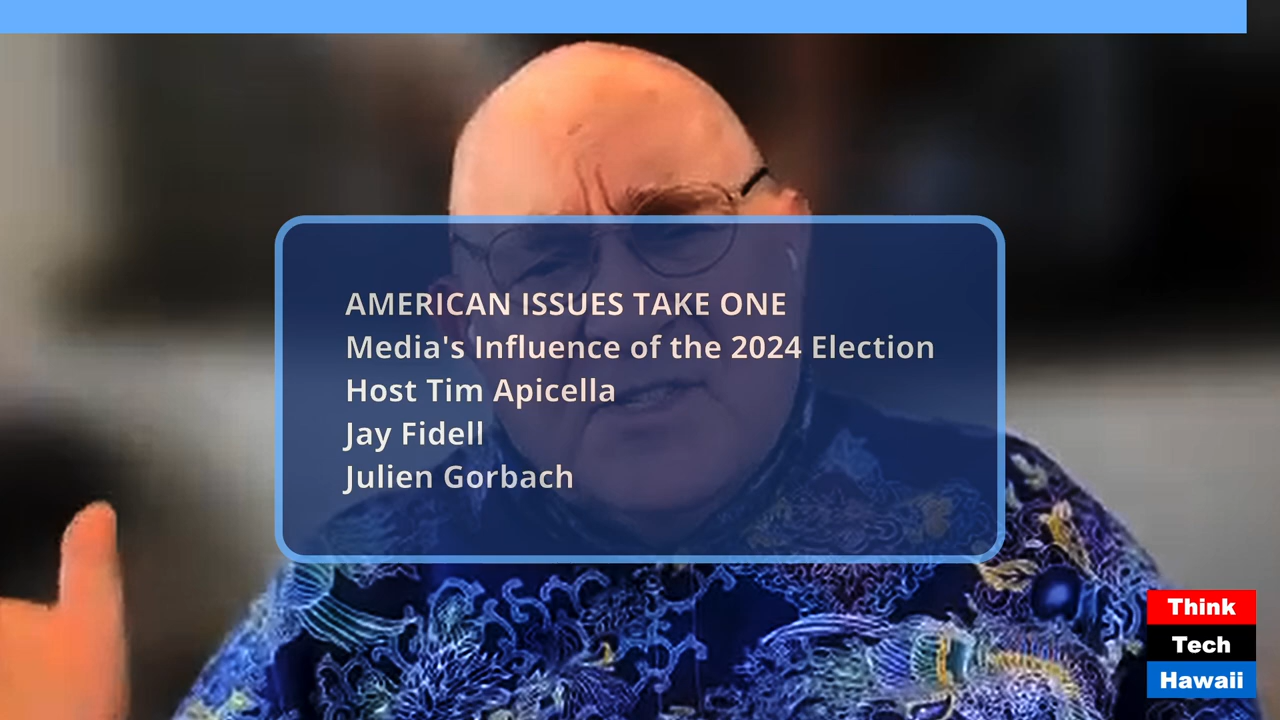 AMERICAN ISSUES TAKE ONE
Media's Influence of the 2024 Election
Host Tim Apicella
Jay Fidell
Julien Gorbach
Think
Tech
Hawaii